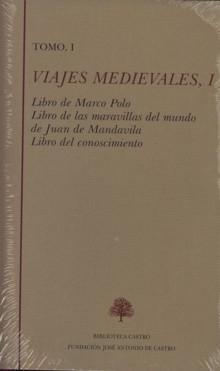 TOMO. I
VIAJES MEDIEVALES, I
Libro de Marco Polo
Libro de las maravillas del mundo
de Juan de Mandavila
Libro del conoscimiento
BIBLIOTECA CASTRO
FUNDACIÓN JOSÉ ANTONIO DE CASTRO